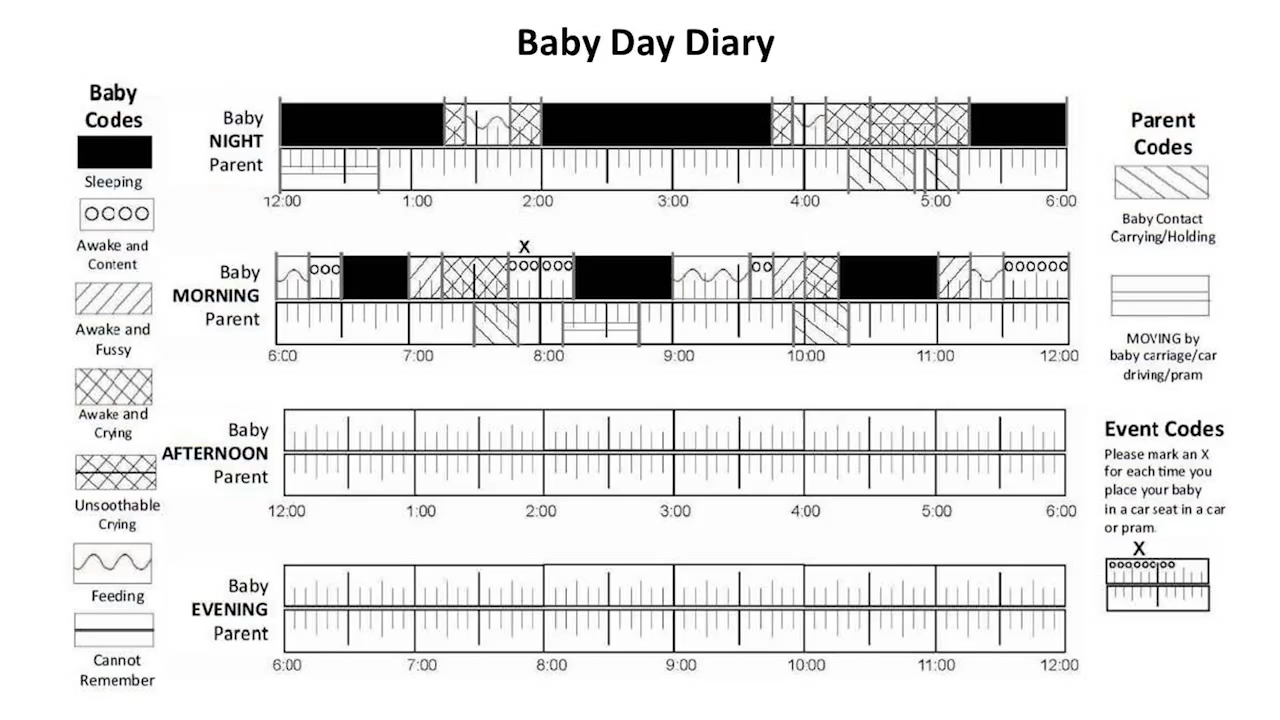 Baby Day Diary
Baby
Codes
Sleeping
Awake and
Content
Awake and
Fussy
Awake and
Crying
Unsoothable
Crying
Feeding
Cannot
Remember
Baby
NIGHT
Parent
12:00 1:00 2:00 3:00 4:00 5:00 6:00
X
Baby
MORNING
Parent
6:00 7:00 8:00 9:00 10:00 11:00 12:00
Baby
AFTERNOON
Parent
12:00 1:00 2:00 3:00 4:00 5:00 6:00
Baby
EVENING
Parent
6:00 7:00 8:00 9:00 10:00 11:00 12:00
Parent
Codes
Baby Contact
Carrying/Holding
MOVING by
baby carriage/car
driving/pram
Event Codes
Please mark an X
for each time you
place your baby
in a car seat in a car
or pram.
X